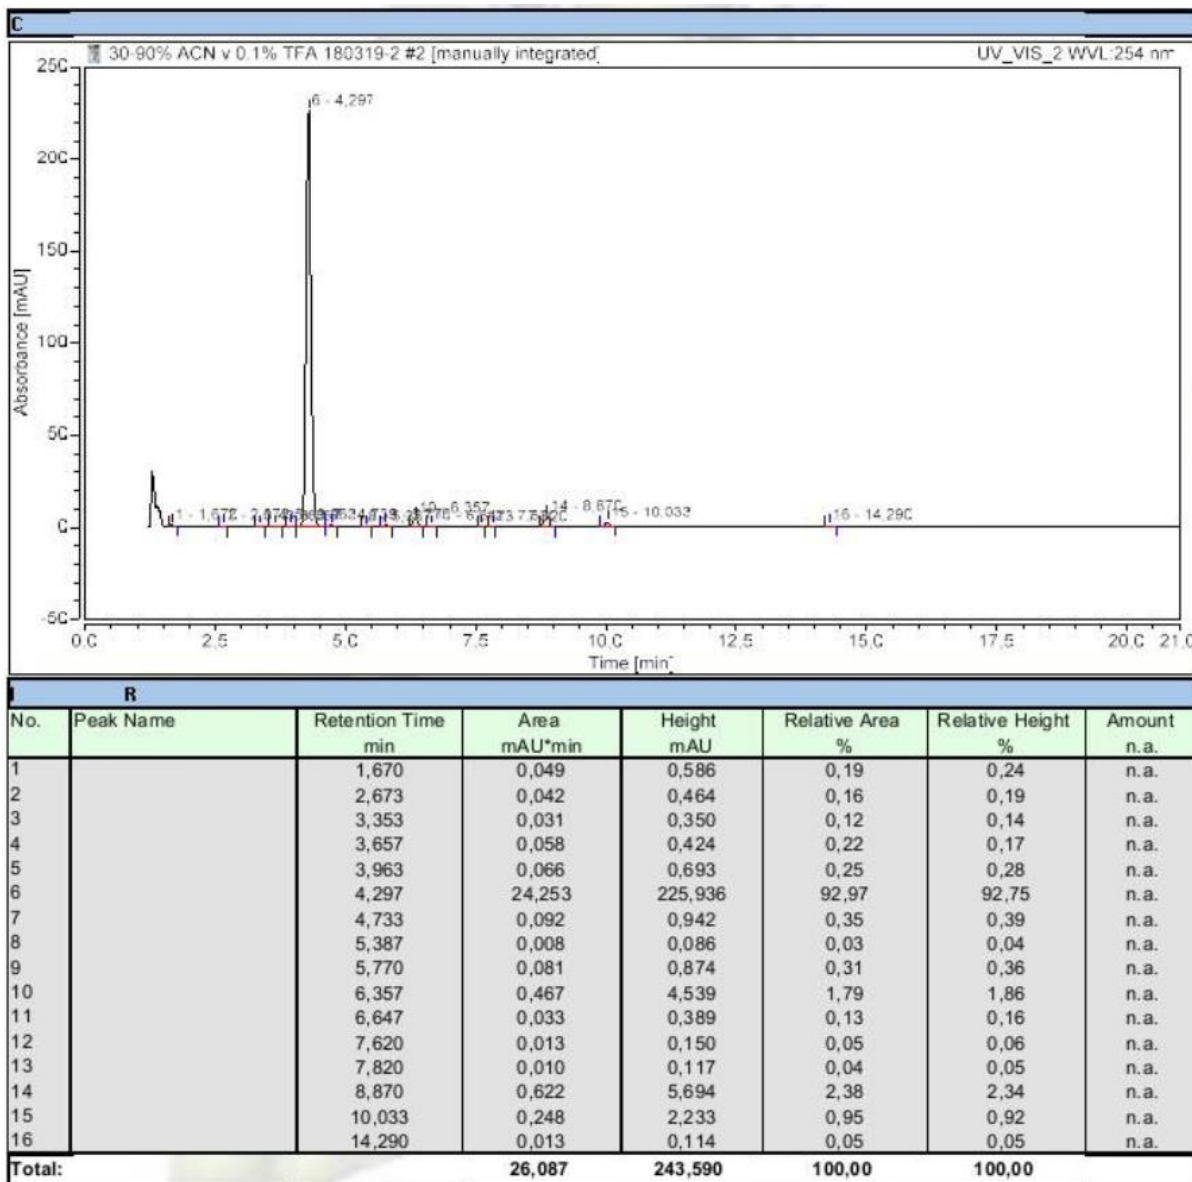 C
30-90% ACN v 0.1% TFA 180319-2 #2 [manually integrated] UV_VIS_2 WVL:254 nm
Absorbance [mAU]
250
200
150
100
50
0
-50
6 - 4,297
14 - 8,870
15 - 10,033
16 - 14,290
0,0 2,5 5,0 7,5 10,0 12,5 15,0 17,5 20,0 21,0
Time [min]
R
No. Peak Name Retention Time Area Height Relative Area Relative Height Amount
min mAU*min mAU % % n.a.
1 1,670 0,049 0,586 0,19 0,24 n.a.
2 2,673 0,042 0,464 0,16 0,19 n.a.
3 3,353 0,031 0,350 0,12 0,14 n.a.
4 3,657 0,058 0,424 0,22 0,17 n.a.
5 3,963 0,066 0,693 0,25 0,28 n.a.
6 4,297 24,253 225,936 92,97 92,75 n.a.
7 4,733 0,092 0,942 0,35 0,39 n.a.
8 5,387 0,008 0,086 0,03 0,04 n.a.
9 5,770 0,081 0,874 0,31 0,36 n.a.
10 6,357 0,467 4,539 1,79 1,86 n.a.
11 6,647 0,033 0,389 0,13 0,16 n.a.
12 7,620 0,013 0,150 0,05 0,06 n.a.
13 7,820 0,010 0,117 0,04 0,05 n.a.
14 8,870 0,622 5,694 2,38 2,34 n.a.
15 10,033 0,248 2,233 0,95 0,92 n.a.
16 14,290 0,013 0,114 0,05 0,05 n.a.
Total: 26,087 243,590 100,00 100,00